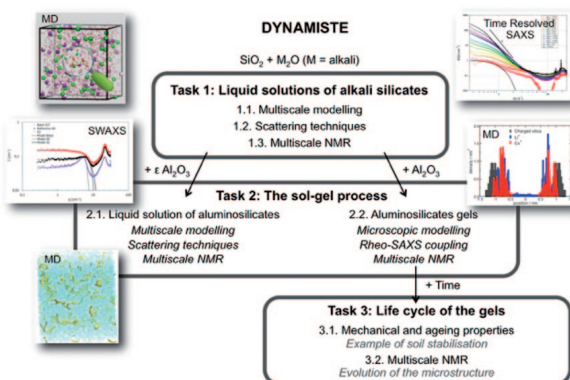 MD
DYNAMISTE
Time Resolved
SAXS
SiO₂ + M₂O (M = alkali)
Task 1: Liquid solutions of alkali silicates
1.1. Multiscale modelling
1.2. Scattering techniques
1.3. Multiscale NMR
SWAXS
MD
Charged silica
+ ε Al₂O₃
+ Al₂O₃
Task 2: The sol-gel process
2.1. Liquid solution of aluminosilicates
Multiscale modelling
Scattering techniques
Multiscale NMR
2.2. Aluminosilicates gels
Microscopic modelling
Rheo-SAXS coupling
Multiscale NMR
MD
+ Time
Task 3: Life cycle of the gels
3.1. Mechanical and ageing properties
Example of soil stabilisation
3.2. Multiscale NMR
Evolution of the microstructure